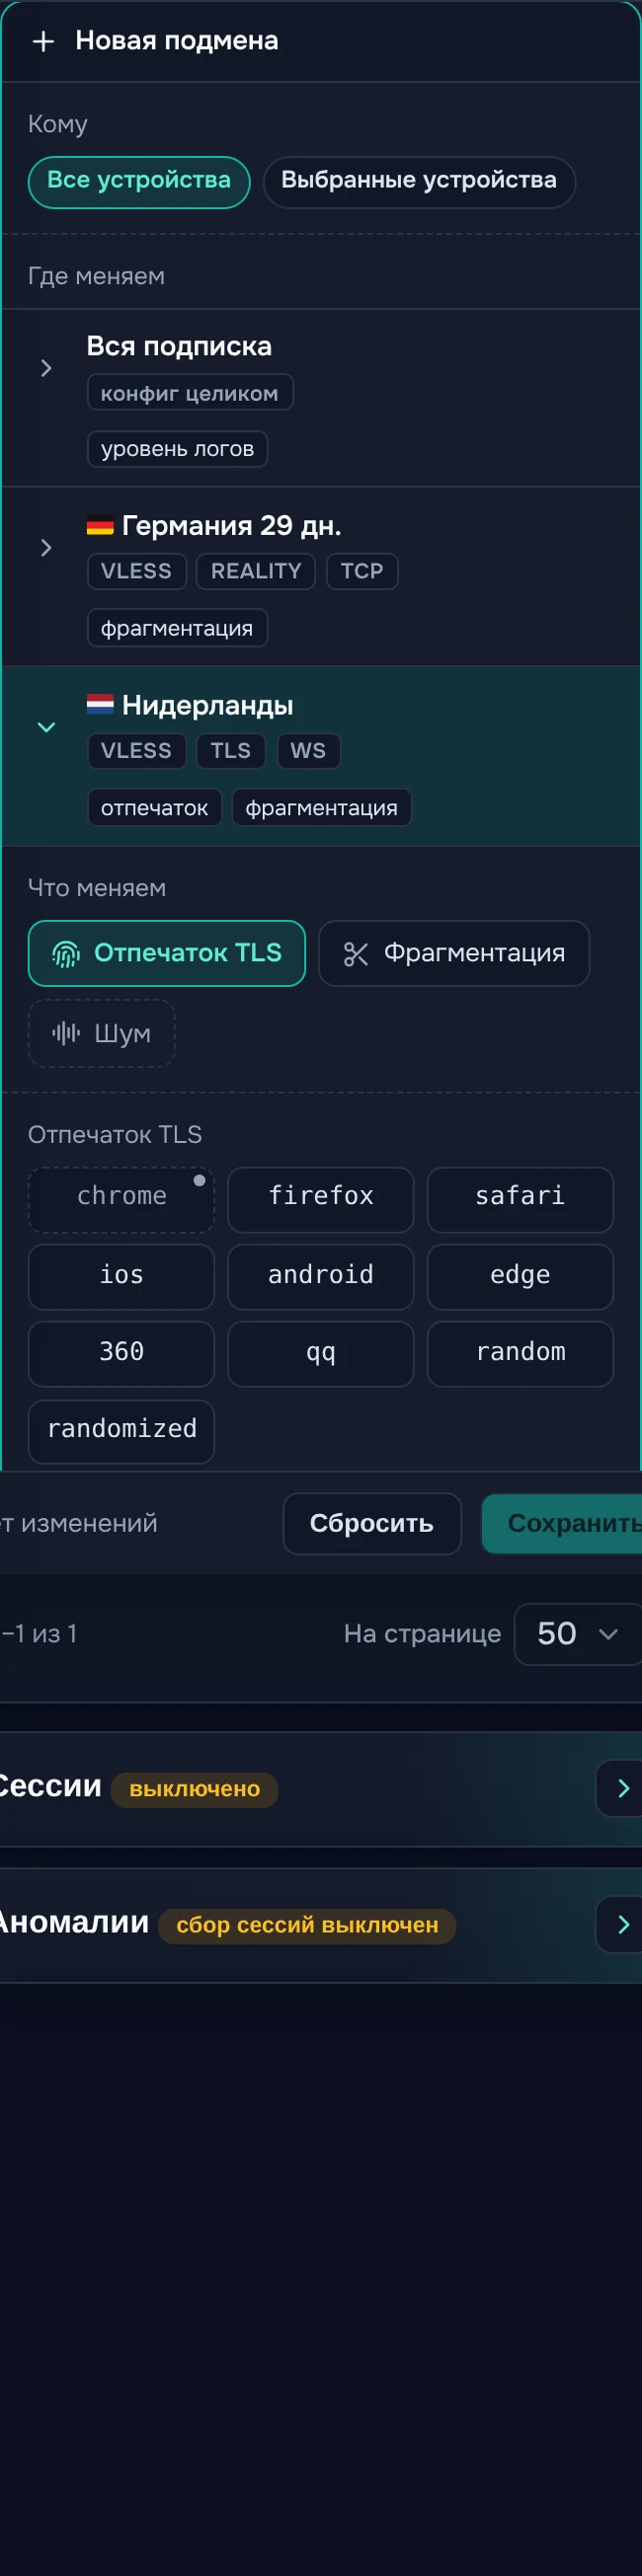 Новая подмена
Кому
Все устройства Выбранные устройства
Где меняем
Вся подписка
конфиг целиком
уровень логов
Германия 29 дн.
VLESS REALITY TCP
фрагментация
Нидерланды
VLESS TLS WS
отпечаток фрагментация
Что меняем
Отпечаток TLS Фрагментация
Шум
Отпечаток TLS
chrome firefox safari
ios android edge
360 qq random
randomized
ет изменений Сбросить Сохранить
–1 из 1 На странице 50
Сессии выключено
Аномалии сбор сессий выключен